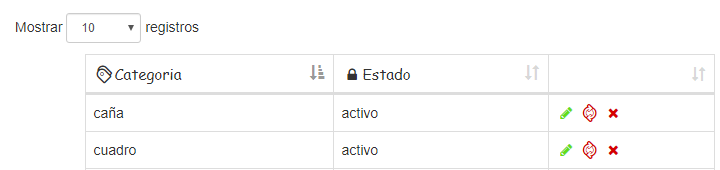 Mostrar 10 registros
Categoria Estado
caña activo
cuadro activo